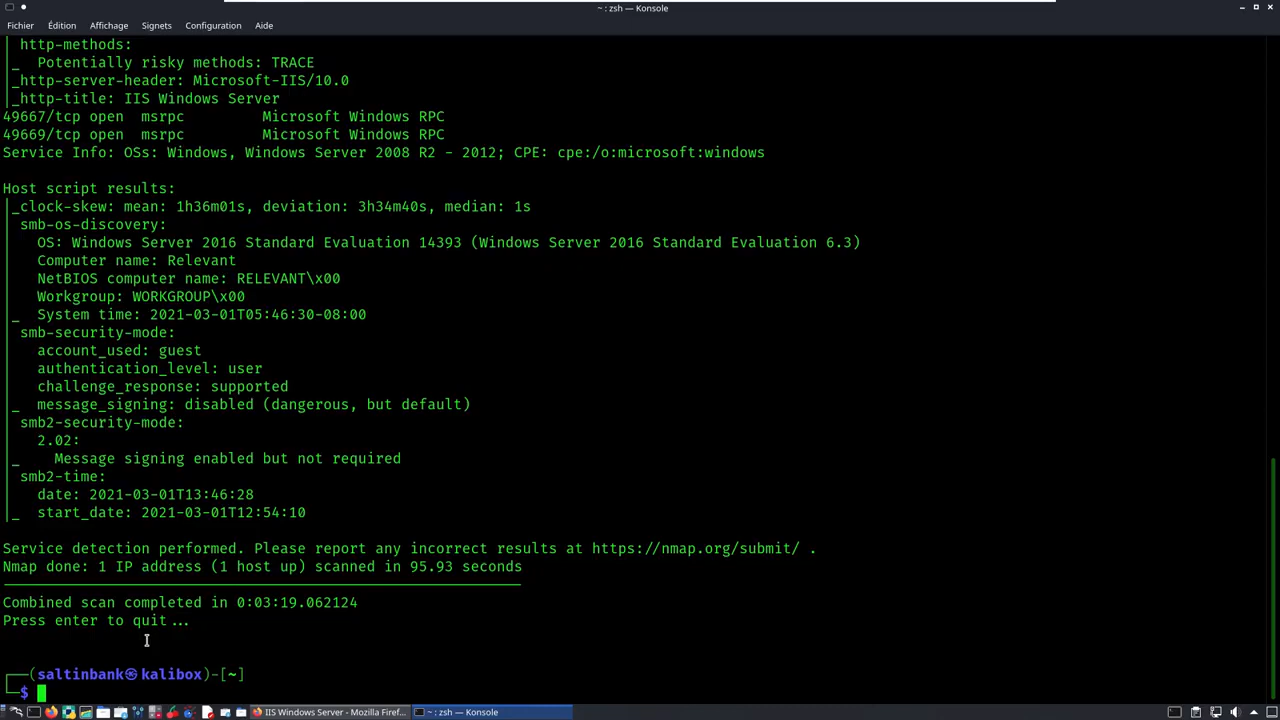 ~ : zsh — Konsole
Fichier Édition Affichage Signets Configuration Aide
| http-methods:
|_  Potentially risky methods: TRACE
|_http-server-header: Microsoft-IIS/10.0
|_http-title: IIS Windows Server
49667/tcp open  msrpc         Microsoft Windows RPC
49669/tcp open  msrpc         Microsoft Windows RPC
Service Info: OSs: Windows, Windows Server 2008 R2 - 2012; CPE: cpe:/o:microsoft:windows
Host script results:
|_clock-skew: mean: 1h36m01s, deviation: 3h34m40s, median: 1s
| smb-os-discovery:
|   OS: Windows Server 2016 Standard Evaluation 14393 (Windows Server 2016 Standard Evaluation 6.3)
|   Computer name: Relevant
|   NetBIOS computer name: RELEVANT\x00
|   Workgroup: WORKGROUP\x00
|_  System time: 2021-03-01T05:46:30-08:00
| smb-security-mode:
|   account_used: guest
|   authentication_level: user
|   challenge_response: supported
|_  message_signing: disabled (dangerous, but default)
| smb2-security-mode:
|   2.02:
|_    Message signing enabled but not required
| smb2-time:
|   date: 2021-03-01T13:46:28
|_  start_date: 2021-03-01T12:54:10
Service detection performed. Please report any incorrect results at https://nmap.org/submit/ .
Nmap done: 1 IP address (1 host up) scanned in 95.93 seconds
Combined scan completed in 0:03:19.062124
Press enter to quit...
┌──(saltinbank㉿kalibox)-[~]
└─$
IIS Windows Server - Mozilla Firef...
~ : zsh — Konsole